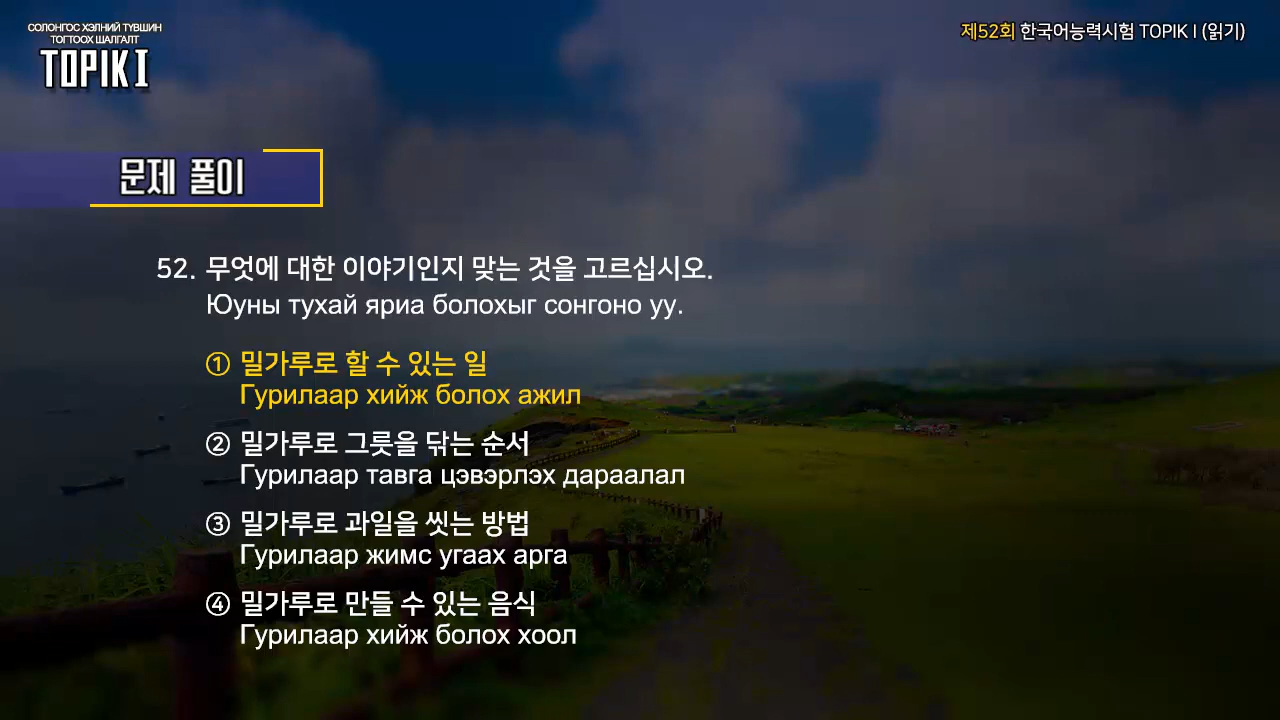 СОЛОНГОС ХЭЛНИЙ ТҮВШИН
ТОГТООХ ШАЛГАЛТ
TOPIK I
제52회 한국어능력시험 TOPIK I (읽기)
문제 풀이
52. 무엇에 대한 이야기인지 맞는 것을 고르십시오.
Юуны тухай яриа болохыг сонгоно уу.
① 밀가루로 할 수 있는 일
Гурилаар хийж болох ажил
② 밀가루로 그릇을 닦는 순서
Гурилаар тавга цэвэрлэх дараалал
③ 밀가루로 과일을 씻는 방법
Гурилаар жимс угаах арга
④ 밀가루로 만들 수 있는 음식
Гурилаар хийж болох хоол